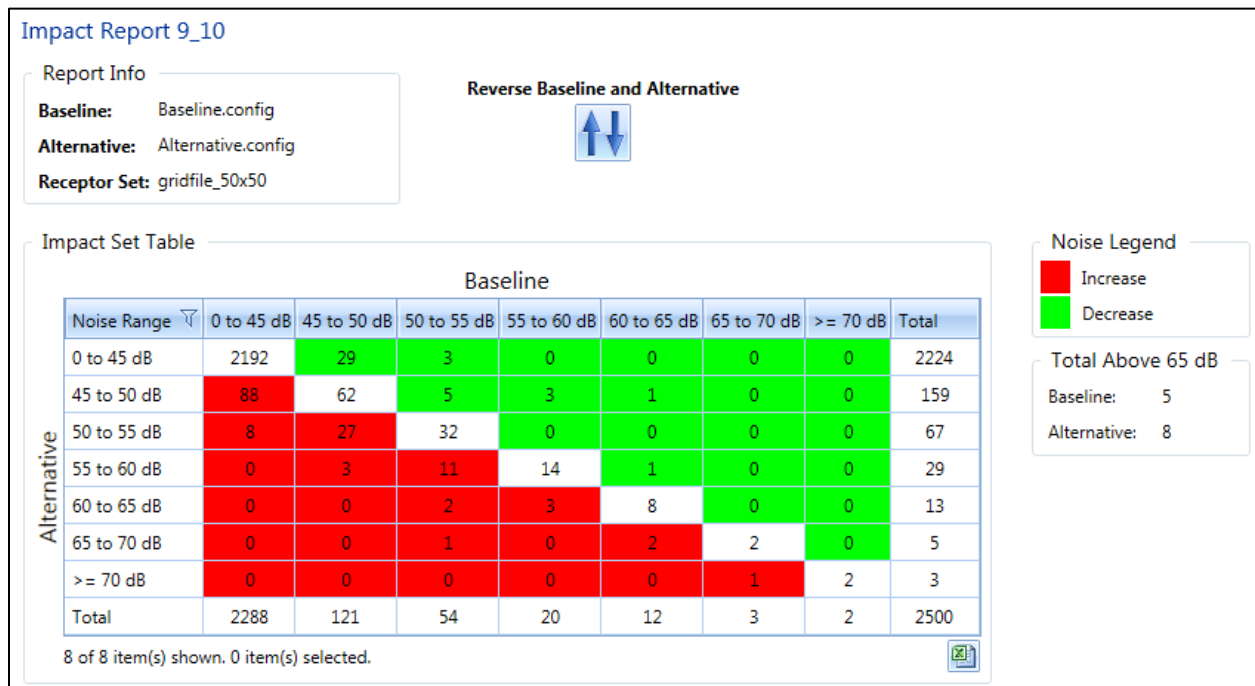 Impact Report 9_10
Report Info
Baseline: Baseline.config
Alternative: Alternative.config
Receptor Set: gridfile_50x50
Reverse Baseline and Alternative
Impact Set Table
Baseline
Alternative
Noise Range 0 to 45 dB 45 to 50 dB 50 to 55 dB 55 to 60 dB 60 to 65 dB 65 to 70 dB >= 70 dB Total
0 to 45 dB 2192 29 3 0 0 0 0 2224
45 to 50 dB 88 62 5 3 1 0 0 159
50 to 55 dB 8 27 32 0 0 0 0 67
55 to 60 dB 0 3 11 14 1 0 0 29
60 to 65 dB 0 0 2 3 8 0 0 13
65 to 70 dB 0 0 1 0 2 2 0 5
>= 70 dB 0 0 0 0 0 1 2 3
Total 2288 121 54 20 12 3 2 2500
8 of 8 item(s) shown. 0 item(s) selected.
Noise Legend
Increase
Decrease
Total Above 65 dB
Baseline: 5
Alternative: 8